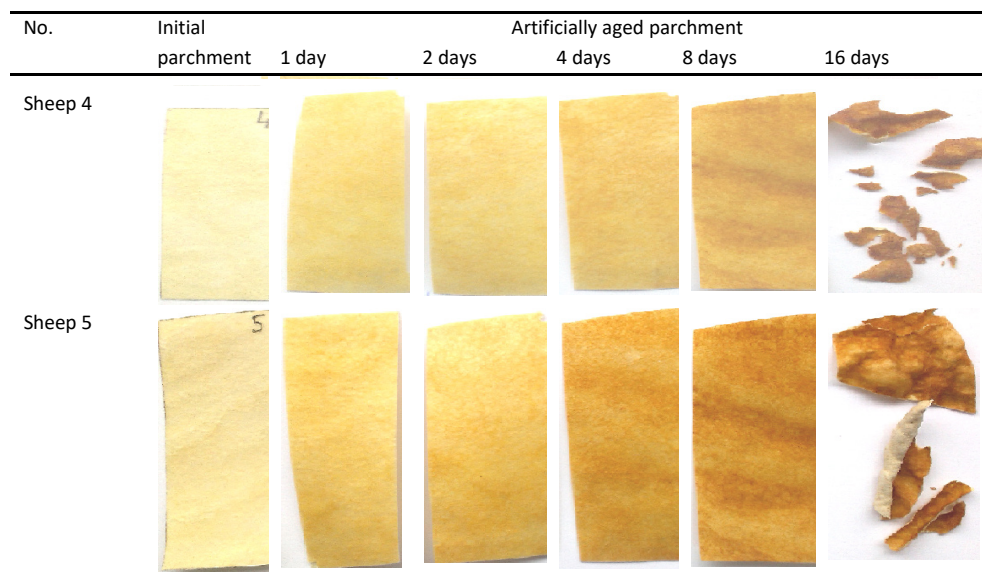 No. Initial Artificially aged parchment
parchment 1 day 2 days 4 days 8 days 16 days
Sheep 4
4
Sheep 5
5